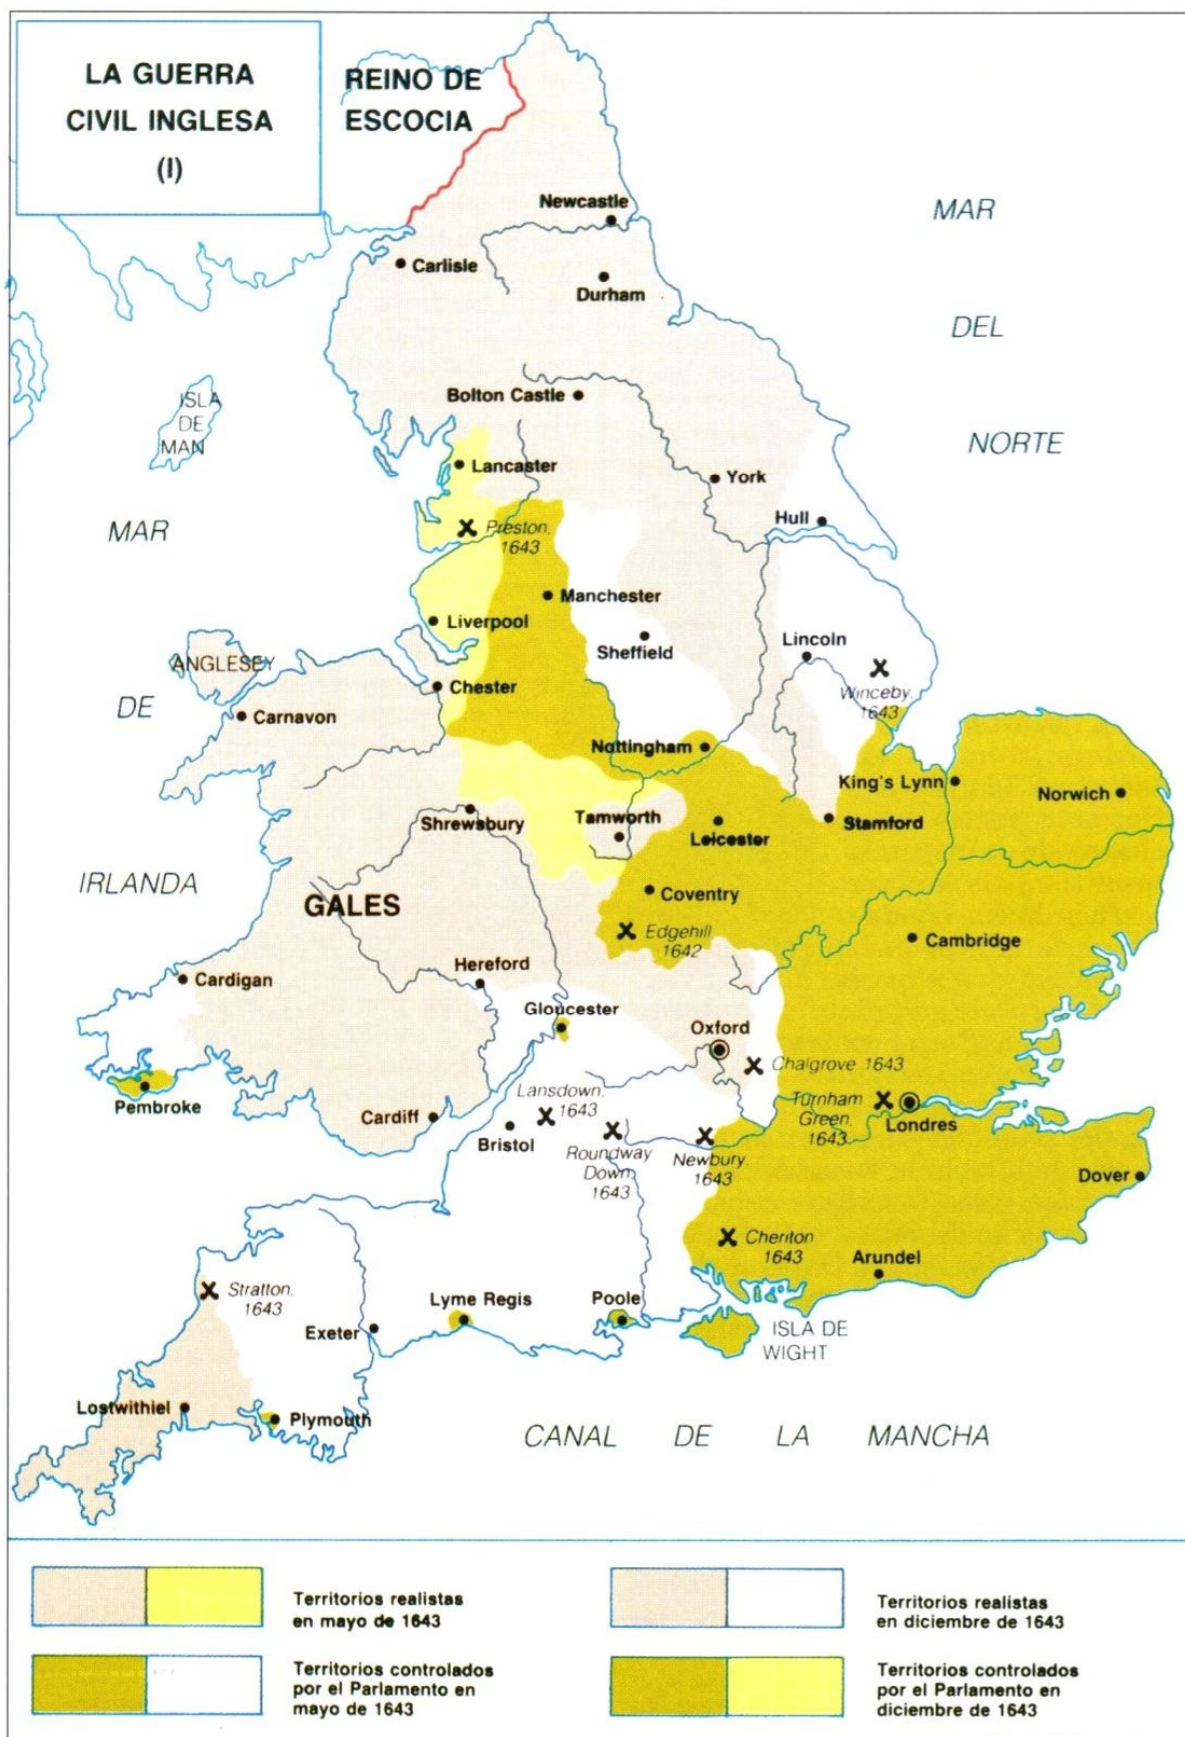 LA GUERRA
CIVIL INGLESA
(I)
REINO DE
ESCOCIA
Newcastle
MAR
Carlisle
Durham
DEL
Bolton Castle
ISLA
DE
MAN
NORTE
Lancaster
York
MAR
Preston,
1643
Hull
Manchester
Liverpool
Sheffield
Lincoln
ANGLESEY
Chester
Winceby,
1643
DE
Carnavon
Nottingham
King's Lynn
Norwich
Shrewsbury
Tamworth
Leicester
Stamford
IRLANDA
GALES
Coventry
Edgehill
1642
Cambridge
Cardigan
Hereford
Gloucester
Oxford
Chalgrove 1643
Pembroke
Lansdown,
1643
Turnham
Green,
1643
Londres
Cardiff
Bristol
Roundway
Down,
1643
Newbury,
1643
Dover
Cheriton
1643
Arundel
Stratton,
1643
Lyme Regis
Poole
Exeter
ISLA DE
WIGHT
Lostwithiel
Plymouth
CANAL DE LA MANCHA
Territorios realistas
en mayo de 1643
Territorios realistas
en diciembre de 1643
Territorios controlados
por el Parlamento en
mayo de 1643
Territorios controlados
por el Parlamento en
diciembre de 1643